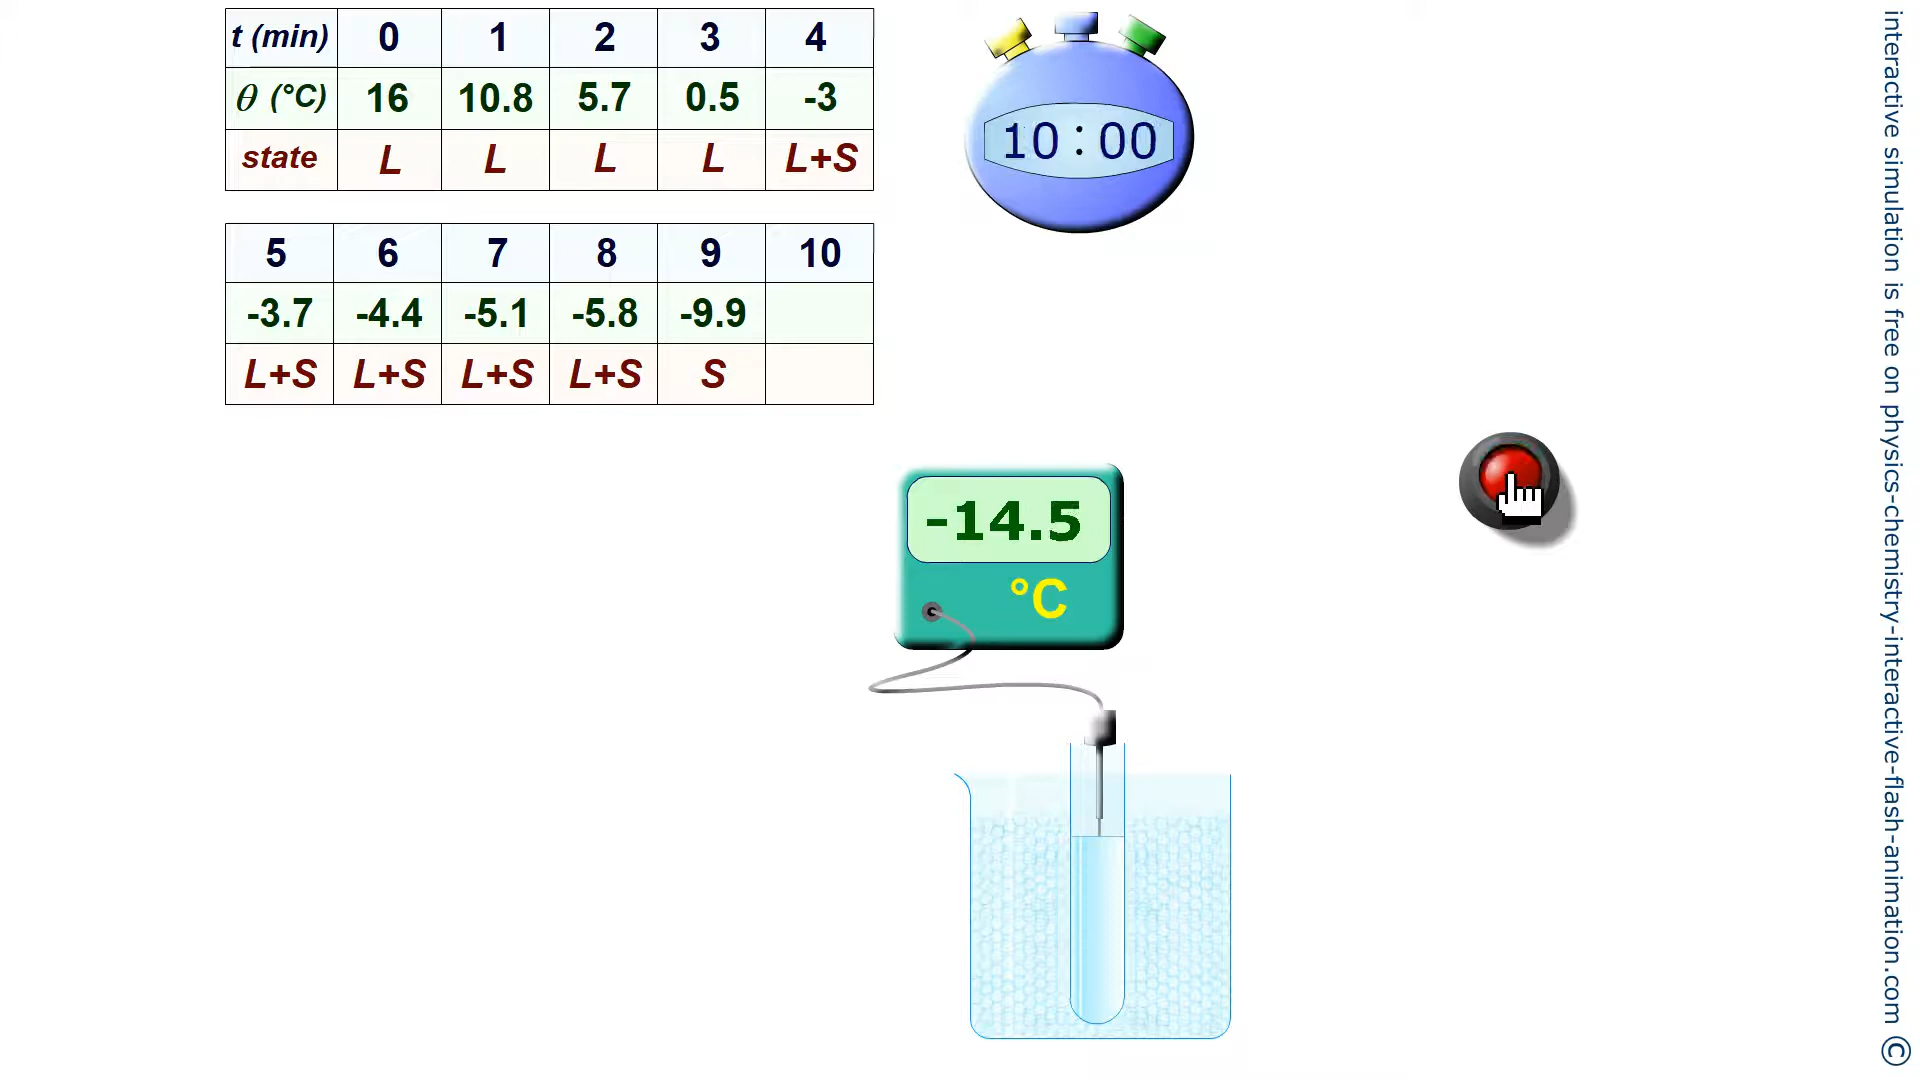 t (min) 0 1 2 3 4
θ (°C) 16 10.8 5.7 0.5 -3
state L L L L L+S
5 6 7 8 9 10
-3.7 -4.4 -5.1 -5.8 -9.9
L+S L+S L+S L+S S
10:00
-14.5
°C
interactive simulation is free on physics-chemistry-interactive-flash-animation.com ©